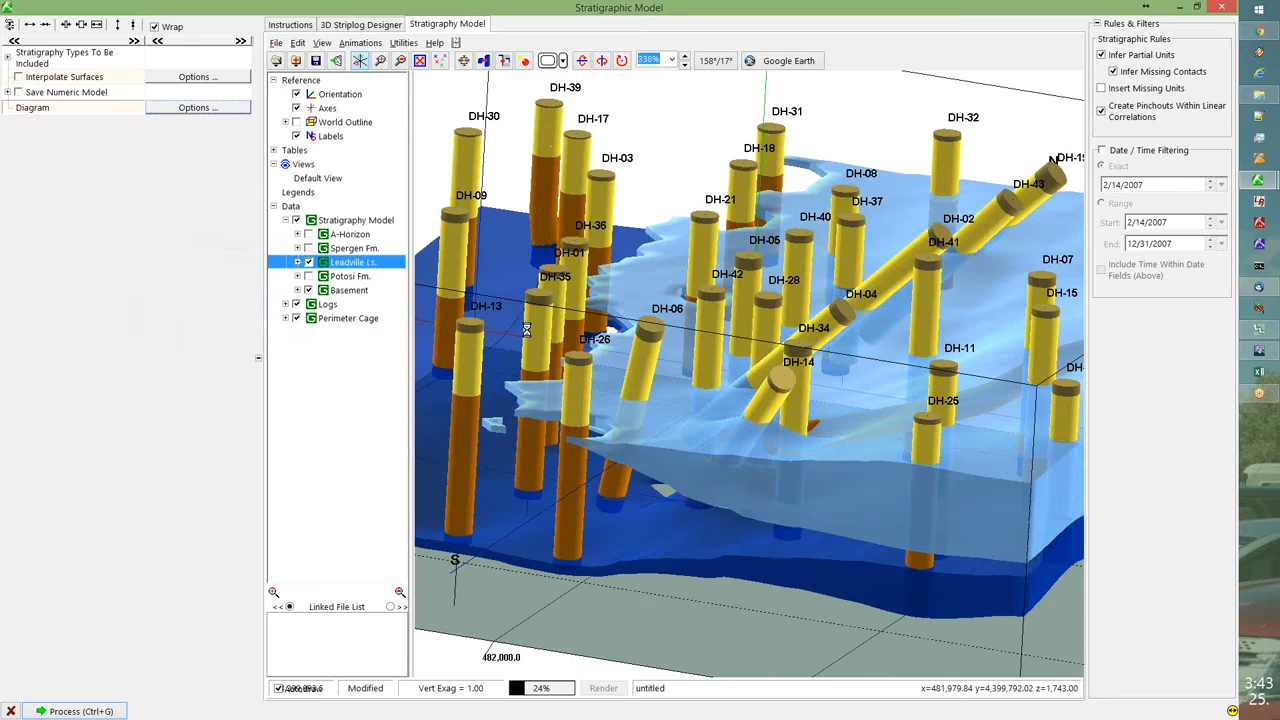 Stratigraphic Model
Wrap
<< >> << >>
Stratigraphy Types To Be
Included
Interpolate Surfaces
Options ...
Save Numeric Model
Diagram
Options ...
Instructions
3D Striplog Designer
Stratigraphy Model
File Edit View Animations Utilities Help
338%
158°/17°
Google Earth
Reference
Orientation
Axes
World Outline
Labels
Tables
Views
Default View
Legends
Data
Stratigraphy Model
A-Horizon
Spergen Fm.
Leadville Ls.
Potosi Fm.
Basement
Logs
Perimeter Cage
<< Linked File List >>
DH-39
DH-30
DH-17
DH-31
DH-32
DH-18
DH-03
N
DH-08
DH-43
DH-09
DH-21
DH-37
DH-40
DH-02
DH-36
DH-05
DH-41
DH-01
DH-07
DH-35
DH-42
DH-28
DH-04
DH-15
DH-13
DH-06
DH-34
DH-26
DH-11
DH-14
DH-25
S
482,000.0
Modified
Vert Exag = 1.00
24%
Render
untitled
x=481,979.84 y=4,399,792.02 z=1,743.00
Rules & Filters
Stratigraphic Rules
Infer Partial Units
Infer Missing Contacts
Insert Missing Units
Create Pinchouts Within Linear
Correlations
Date / Time Filtering
Exact
2/14/2007
Range
Start: 2/14/2007
End: 12/31/2007
Include Time Within Date
Fields (Above)
Process (Ctrl+G)
3:43
25.